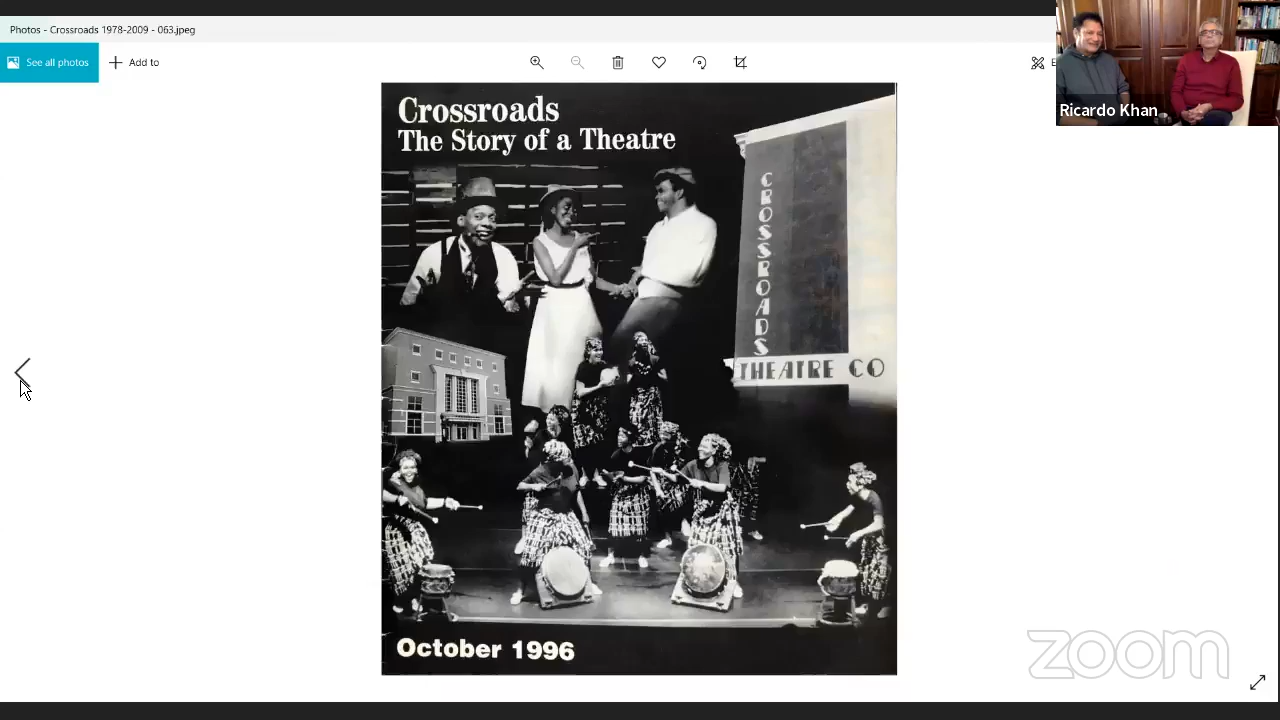 Photos - Crossroads 1978-2009 - 063.jpeg
See all photos
Add to
E
Ricardo Khan
Crossroads
The Story of a Theatre
CROSSROADS
THEATRE CO
October 1996
zoom